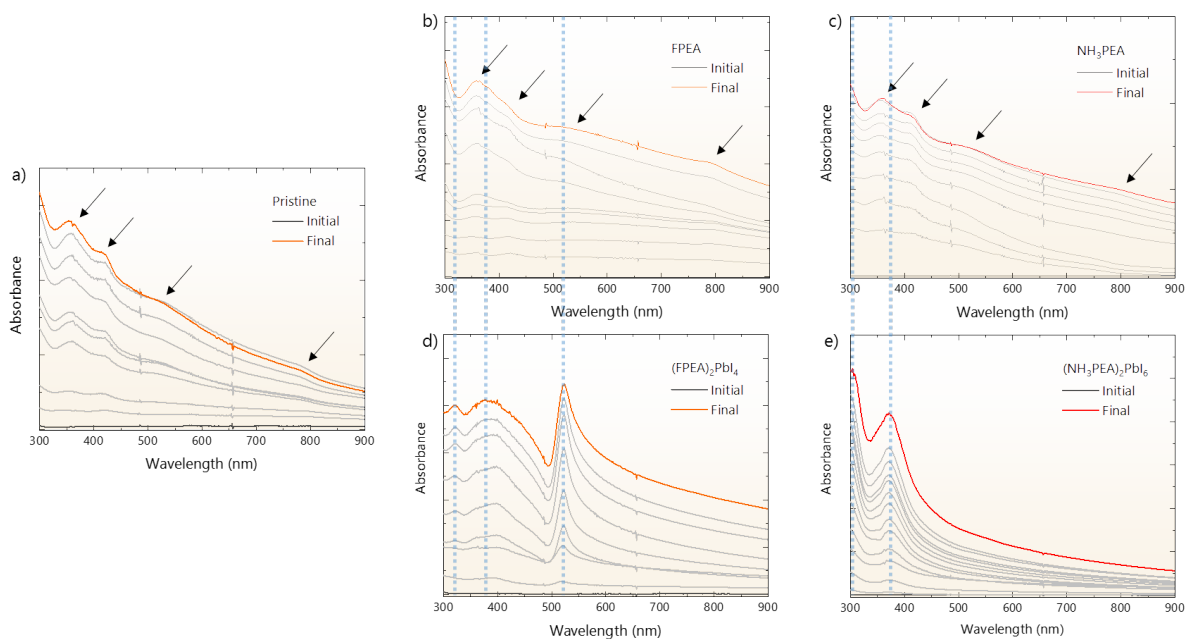 a)
Pristine
Initial
Final
Absorbance
300 400 500 600 700 800 900
Wavelength (nm)
b)
FPEA
Initial
Final
Absorbance
300 400 500 600 700 800 900
Wavelength (nm)
c)
NH₃PEA
Initial
Final
Absorbance
300 400 500 600 700 800 900
Wavelength (nm)
d)
(FPEA)₂PbI₄
Initial
Final
Absorbance
300 400 500 600 700 800 900
Wavelength (nm)
e)
(NH₃PEA)₂PbI₆
Initial
Final
Absorbance
300 400 500 600 700 800 900
Wavelength (nm)